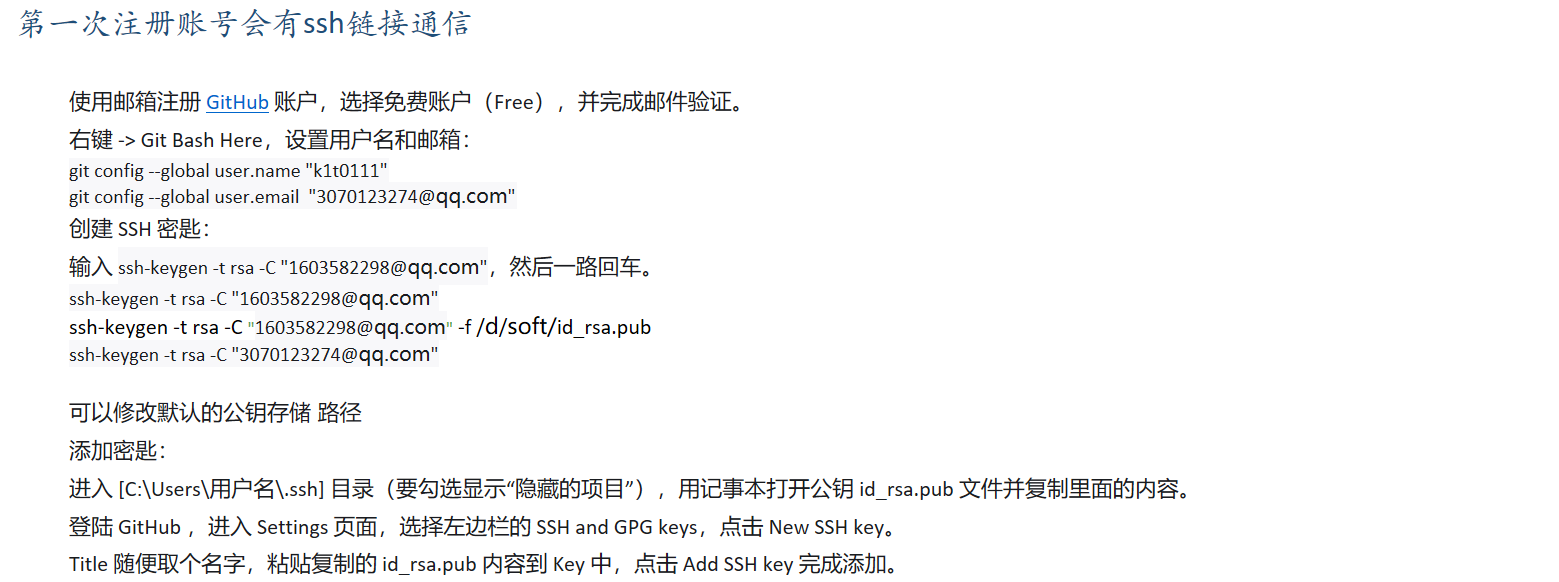 第一次注册账号会有ssh链接通信
使用邮箱注册 GitHub 账户，选择免费账户（Free），并完成邮件验证。
右键 -> Git Bash Here，设置用户名和邮箱：
git config --global user.name "k1t0111"
git config --global user.email  "3070123274@qq.com"
创建 SSH 密匙：
输入 ssh-keygen -t rsa -C "1603582298@qq.com"，然后一路回车。
ssh-keygen -t rsa -C "1603582298@qq.com"
ssh-keygen -t rsa -C "1603582298@qq.com" -f /d/soft/id_rsa.pub
ssh-keygen -t rsa -C "3070123274@qq.com"
可以修改默认的公钥存储 路径
添加密匙：
进入 [C:\Users\用户名\.ssh] 目录（要勾选显示“隐藏的项目”），用记事本打开公钥 id_rsa.pub 文件并复制里面的内容。
登陆 GitHub ，进入 Settings 页面，选择左边栏的 SSH and GPG keys，点击 New SSH key。
Title 随便取个名字，粘贴复制的 id_rsa.pub 内容到 Key 中，点击 Add SSH key 完成添加。